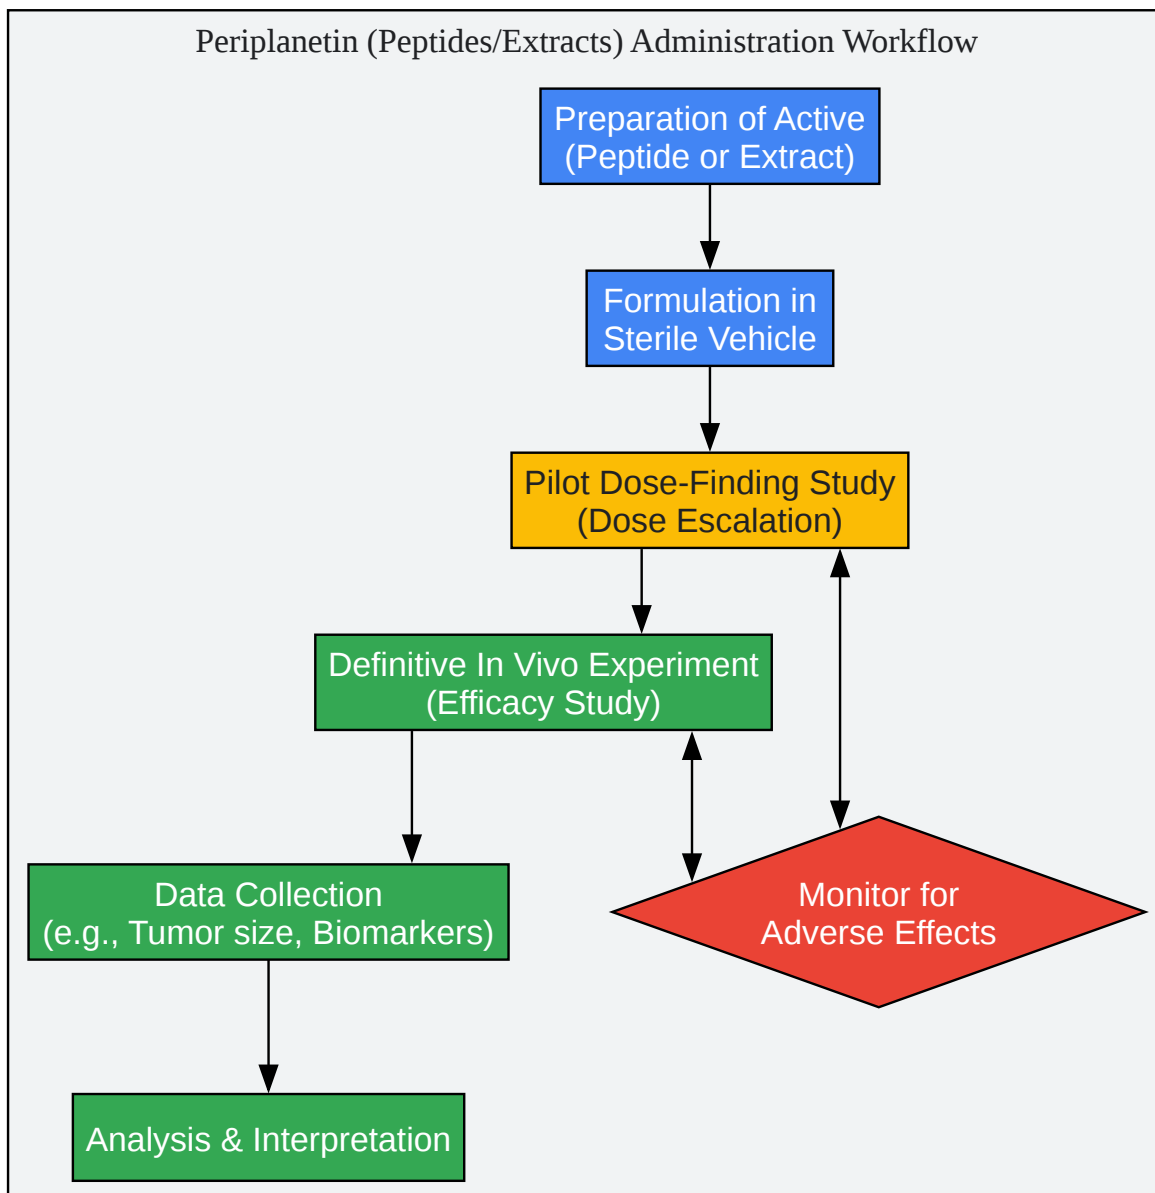 Periplanetin (Peptides/Extracts) Administration Workflow
Preparation of Active
(Peptide or Extract)
Formulation in
Sterile Vehicle
Pilot Dose-Finding Study
(Dose Escalation)
Definitive In Vivo Experiment
(Efficacy Study)
Data Collection
(e.g., Tumor size, Biomarkers)
Monitor for
Adverse Effects
Analysis & Interpretation